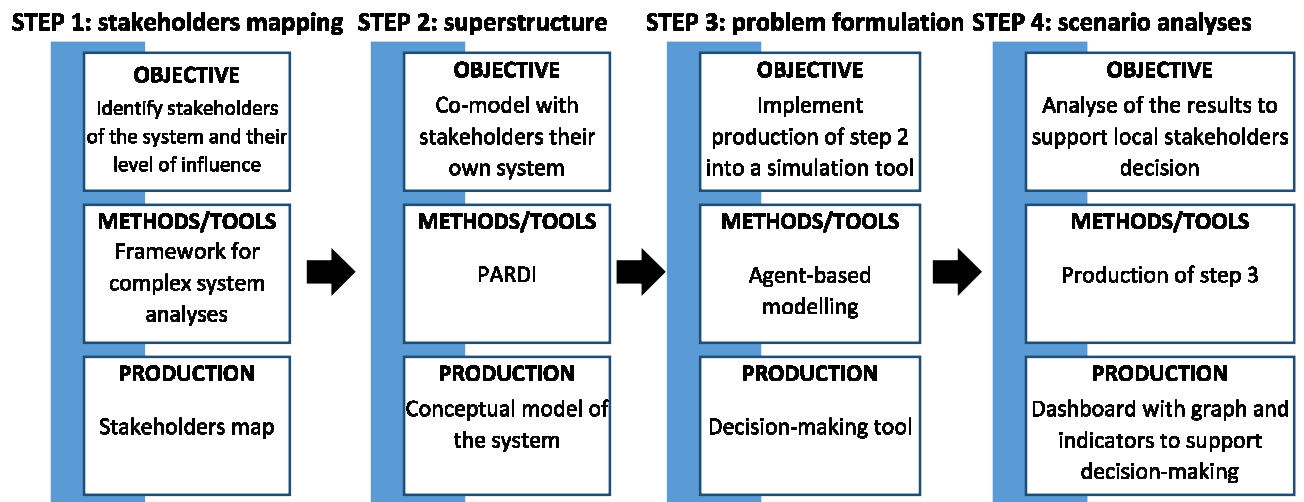 STEP 1: stakeholders mapping
OBJECTIVE
Identify stakeholders
of the system and their
level of influence
METHODS/TOOLS
Framework for
complex system
analyses
PRODUCTION
Stakeholders map
STEP 2: superstructure
OBJECTIVE
Co-model with
stakeholders their
own system
METHODS/TOOLS
PARDI
PRODUCTION
Conceptual model of
the system
STEP 3: problem formulation
OBJECTIVE
Implement
production of step 2
into a simulation tool
METHODS/TOOLS
Agent-based
modelling
PRODUCTION
Decision-making tool
STEP 4: scenario analyses
OBJECTIVE
Analyse of the results to
support local stakeholders
decision
METHODS/TOOLS
Production of step 3
PRODUCTION
Dashboard with graph and
indicators to support
decision-making